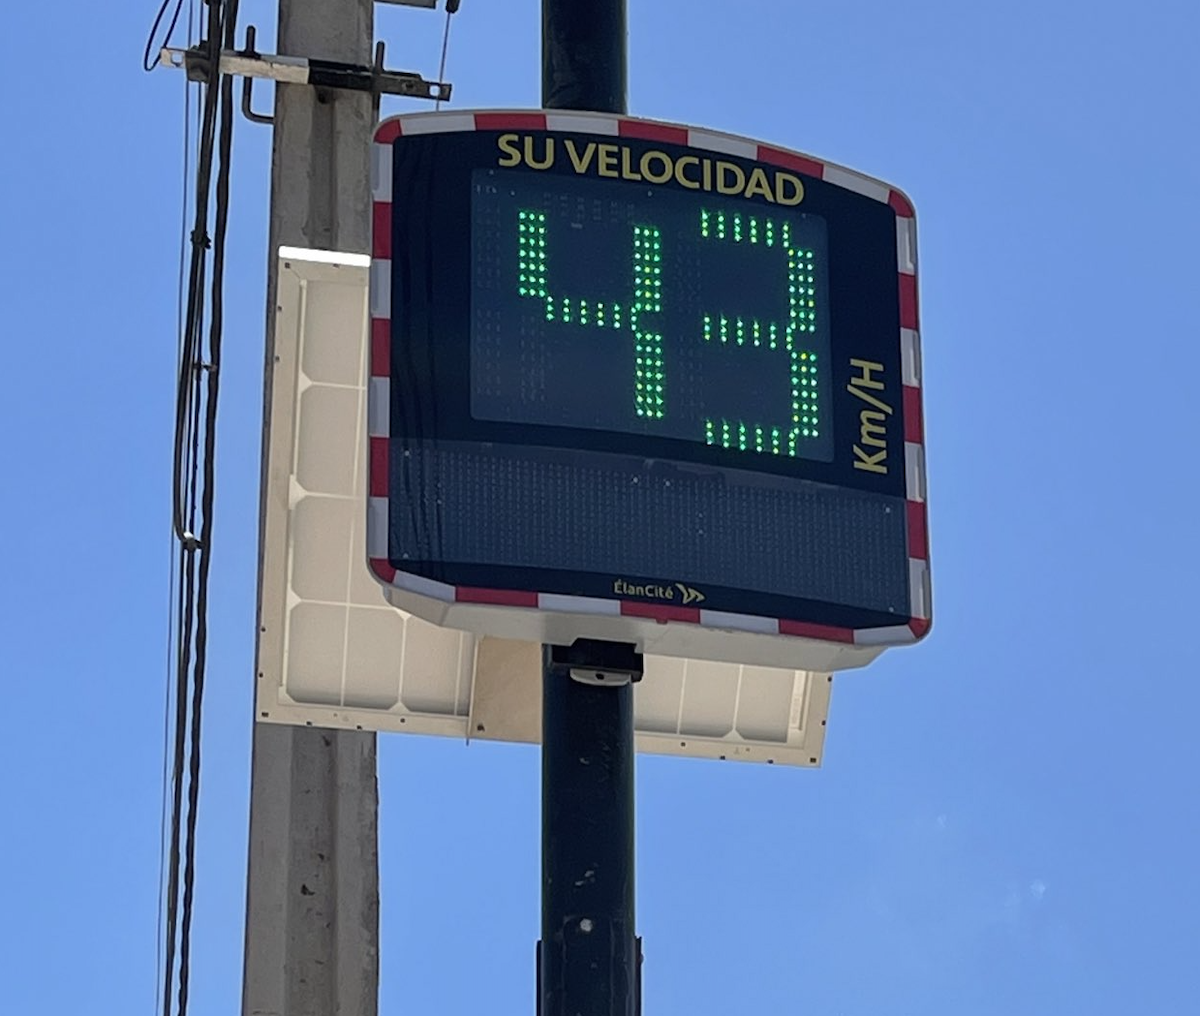 SU VELOCIDAD
43
Km/H
ÉlanCité